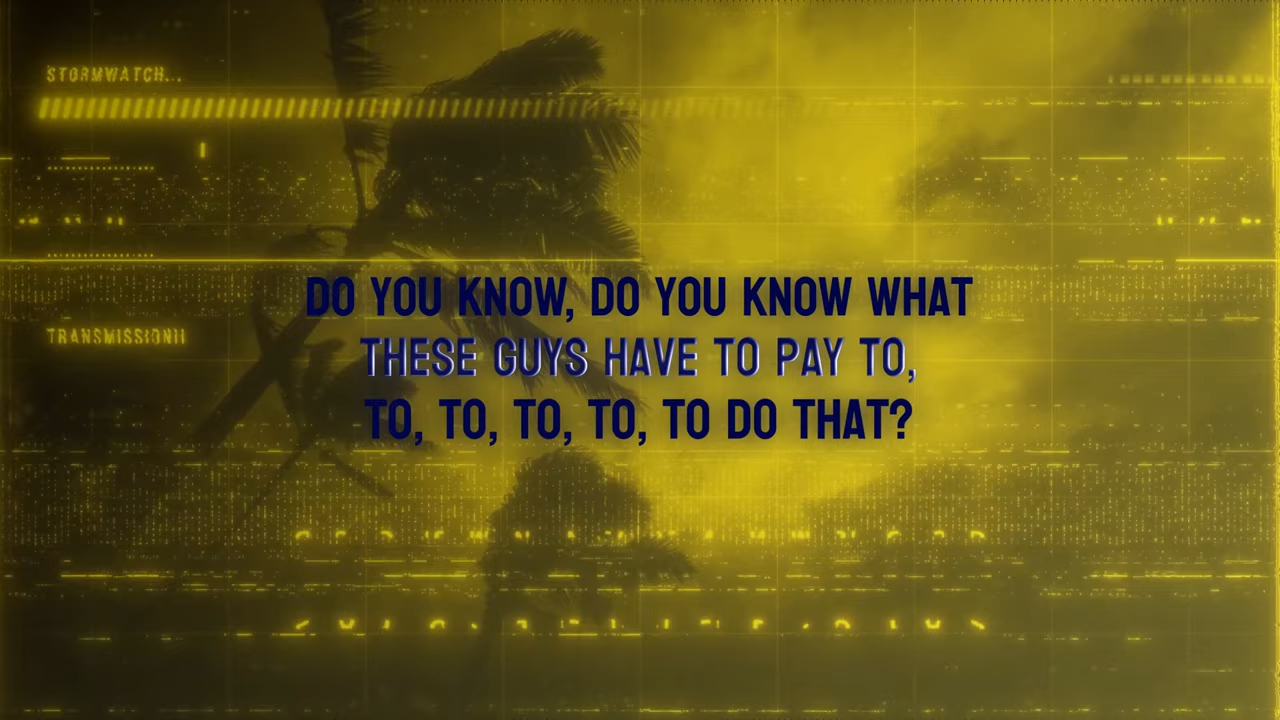 STORMWATCH...
DO YOU KNOW, DO YOU KNOW WHAT
TRANSMISSION
THESE GUYS HAVE TO PAY TO,
TO, TO, TO, TO, TO DO THAT?